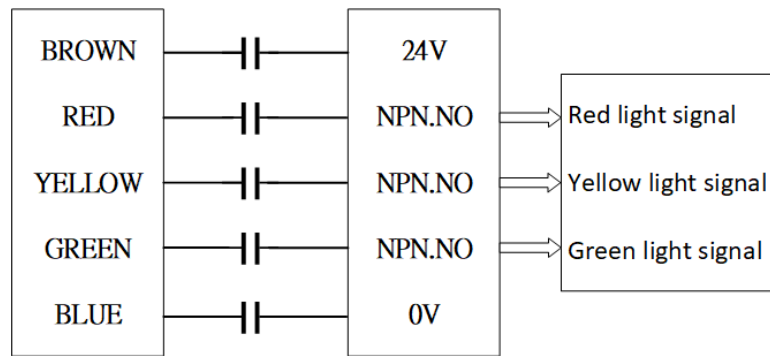 BROWN 24V
RED NPN.NO Red light signal
YELLOW NPN.NO Yellow light signal
GREEN NPN.NO Green light signal
BLUE 0V